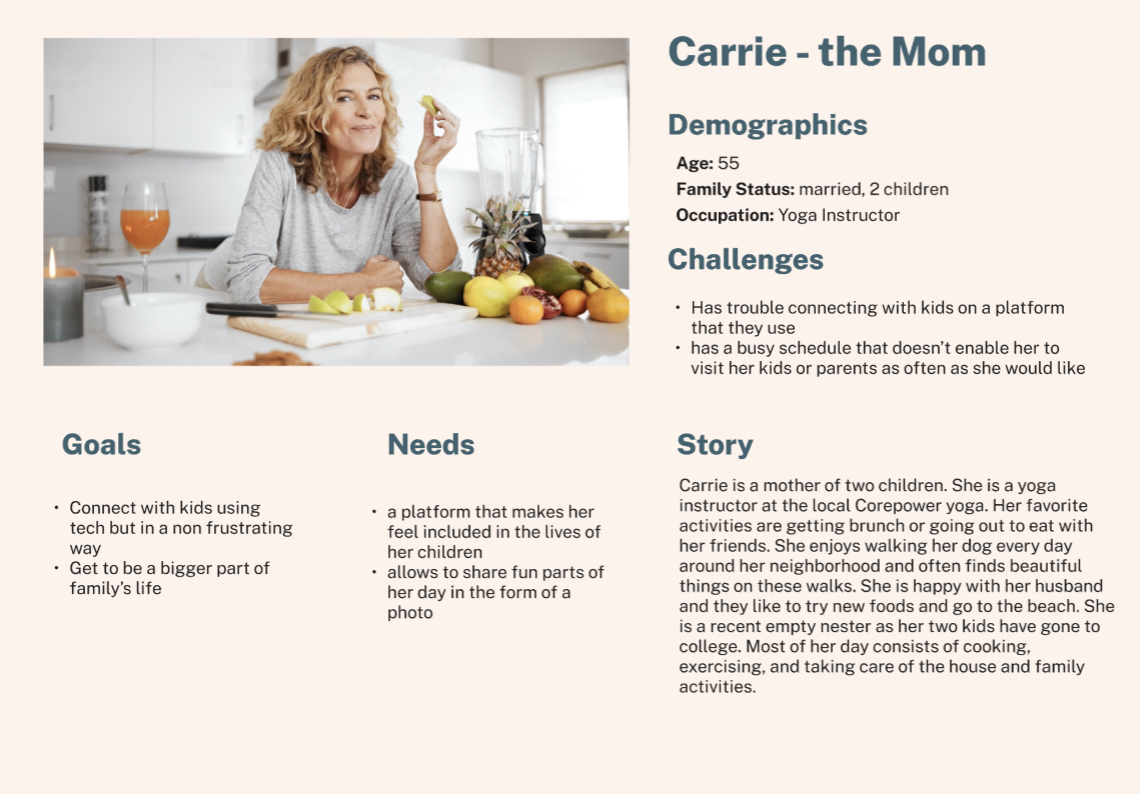 Carrie - the Mom
Demographics
Age: 55
Family Status: married, 2 children
Occupation: Yoga Instructor
Challenges
• Has trouble connecting with kids on a platform
that they use
• has a busy schedule that doesn’t enable her to
visit her kids or parents as often as she would like
Goals
• Connect with kids using
tech but in a non frustrating
way
• Get to be a bigger part of
family’s life
Needs
• a platform that makes her
feel included in the lives of
her children
• allows to share fun parts of
her day in the form of a
photo
Story
Carrie is a mother of two children. She is a yoga
instructor at the local Corepower yoga. Her favorite
activities are getting brunch or going out to eat with
her friends. She enjoys walking her dog every day
around her neighborhood and often finds beautiful
things on these walks. She is happy with her husband
and they like to try new foods and go to the beach. She
is a recent empty nester as her two kids have gone to
college. Most of her day consists of cooking,
exercising, and taking care of the house and family
activities.